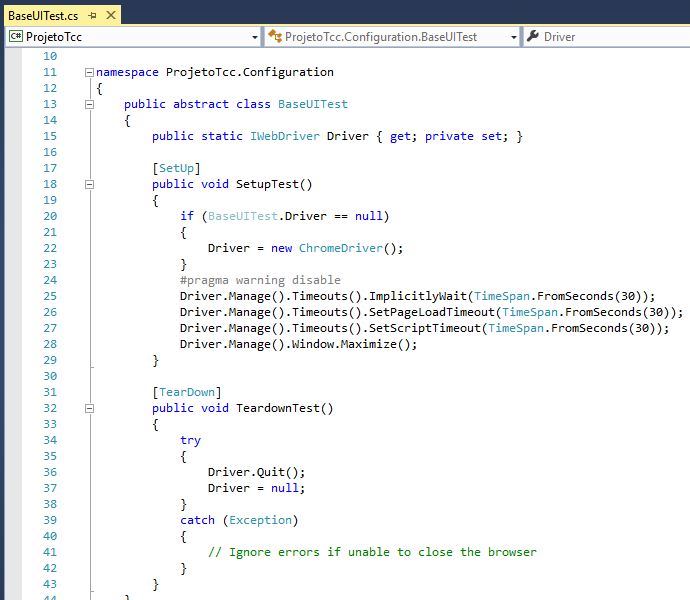 BaseUITest.cs
ProjetoTcc ProjetoTcc.Configuration.BaseUITest Driver
10
11 namespace ProjetoTcc.Configuration
12 {
13 public abstract class BaseUITest
14 {
15 public static IWebDriver Driver { get; private set; }
16
17 [SetUp]
18 public void SetupTest()
19 {
20 if (BaseUITest.Driver == null)
21 {
22 Driver = new ChromeDriver();
23 }
24 #pragma warning disable
25 Driver.Manage().Timeouts().ImplicitlyWait(TimeSpan.FromSeconds(30));
26 Driver.Manage().Timeouts().SetPageLoadTimeout(TimeSpan.FromSeconds(30));
27 Driver.Manage().Timeouts().SetScriptTimeout(TimeSpan.FromSeconds(30));
28 Driver.Manage().Window.Maximize();
29 }
30
31 [TearDown]
32 public void TeardownTest()
33 {
34 try
35 {
36 Driver.Quit();
37 Driver = null;
38 }
39 catch (Exception)
40 {
41 // Ignore errors if unable to close the browser
42 }
43 }
44 }